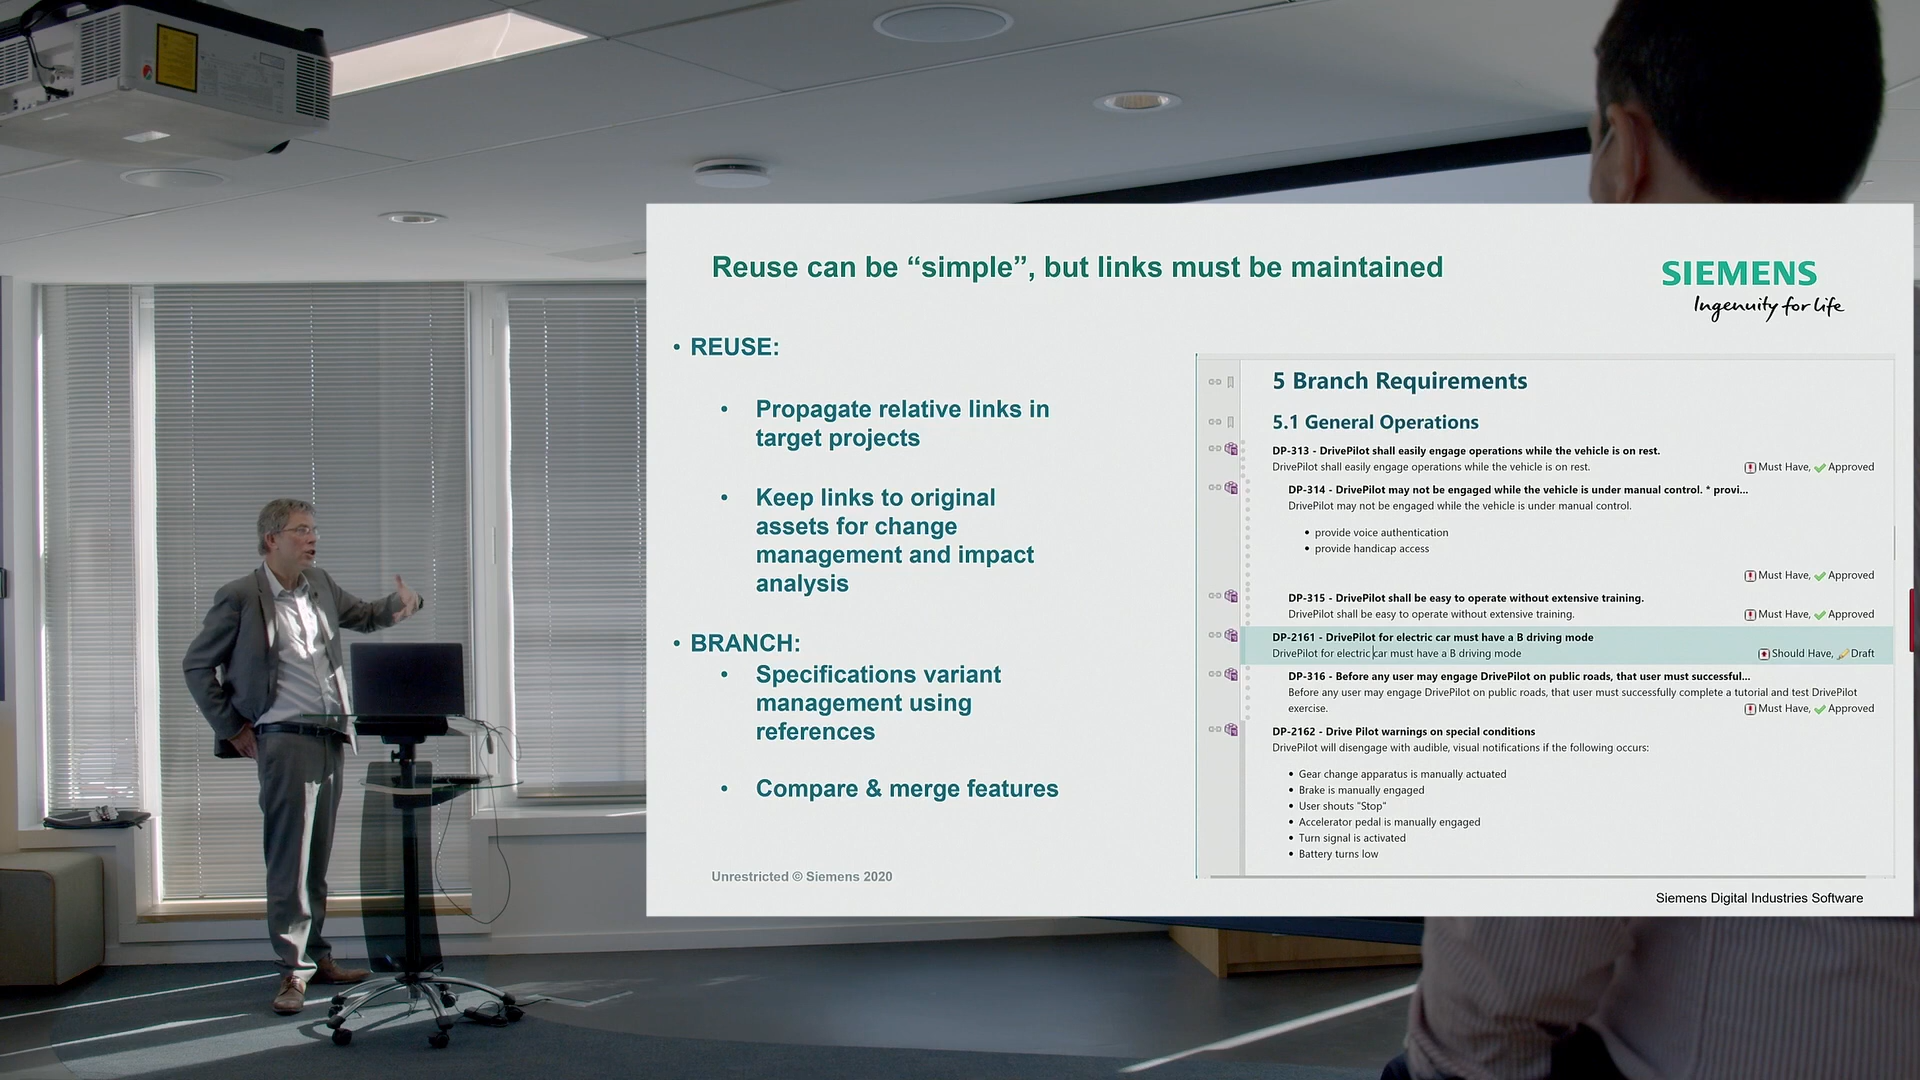 Reuse can be “simple”, but links must be maintained
SIEMENS
Ingenuity for life
• REUSE:
• Propagate relative links in
target projects
• Keep links to original
assets for change
management and impact
analysis
• BRANCH:
• Specifications variant
management using
references
• Compare & merge features
5 Branch Requirements
5.1 General Operations
DP-313 - DrivePilot shall easily engage operations while the vehicle is on rest.
DrivePilot shall easily engage operations while the vehicle is on rest.
Must Have, Approved
DP-314 - DrivePilot may not be engaged while the vehicle is under manual control. * provi...
DrivePilot may not be engaged while the vehicle is under manual control.
• provide voice authentication
• provide handicap access
Must Have, Approved
DP-315 - DrivePilot shall be easy to operate without extensive training.
DrivePilot shall be easy to operate without extensive training.
Must Have, Approved
DP-2161 - DrivePilot for electric car must have a B driving mode
DrivePilot for electric car must have a B driving mode
Should Have, Draft
DP-316 - Before any user may engage DrivePilot on public roads, that user must successful...
Before any user may engage DrivePilot on public roads, that user must successfully complete a tutorial and test DrivePilot
exercise.
Must Have, Approved
DP-2162 - Drive Pilot warnings on special conditions
DrivePilot will disengage with audible, visual notifications if the following occurs:
• Gear change apparatus is manually actuated
• Brake is manually engaged
• User shouts "Stop"
• Accelerator pedal is manually engaged
• Turn signal is activated
• Battery turns low
Unrestricted © Siemens 2020
Siemens Digital Industries Software